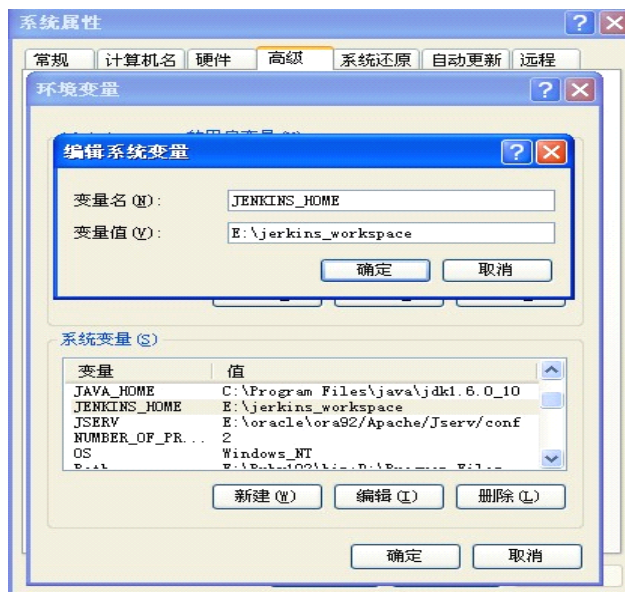 系统属性
常规 计算机名 硬件 高级 系统还原 自动更新 远程
环境变量
编辑系统变量
变量名(N): JENKINS_HOME
变量值(V): E:\jerkins_workspace
确定 取消
系统变量(S)
变量 值
JAVA_HOME C:\Program Files\java\jdk1.6.0_10
JENKINS_HOME E:\jerkins_workspace
JSERV E:\oracle\ora92/Apache/Jserv/conf
NUMBER_OF_PR... 2
OS Windows_NT
新建(W) 编辑(I) 删除(L)
确定 取消